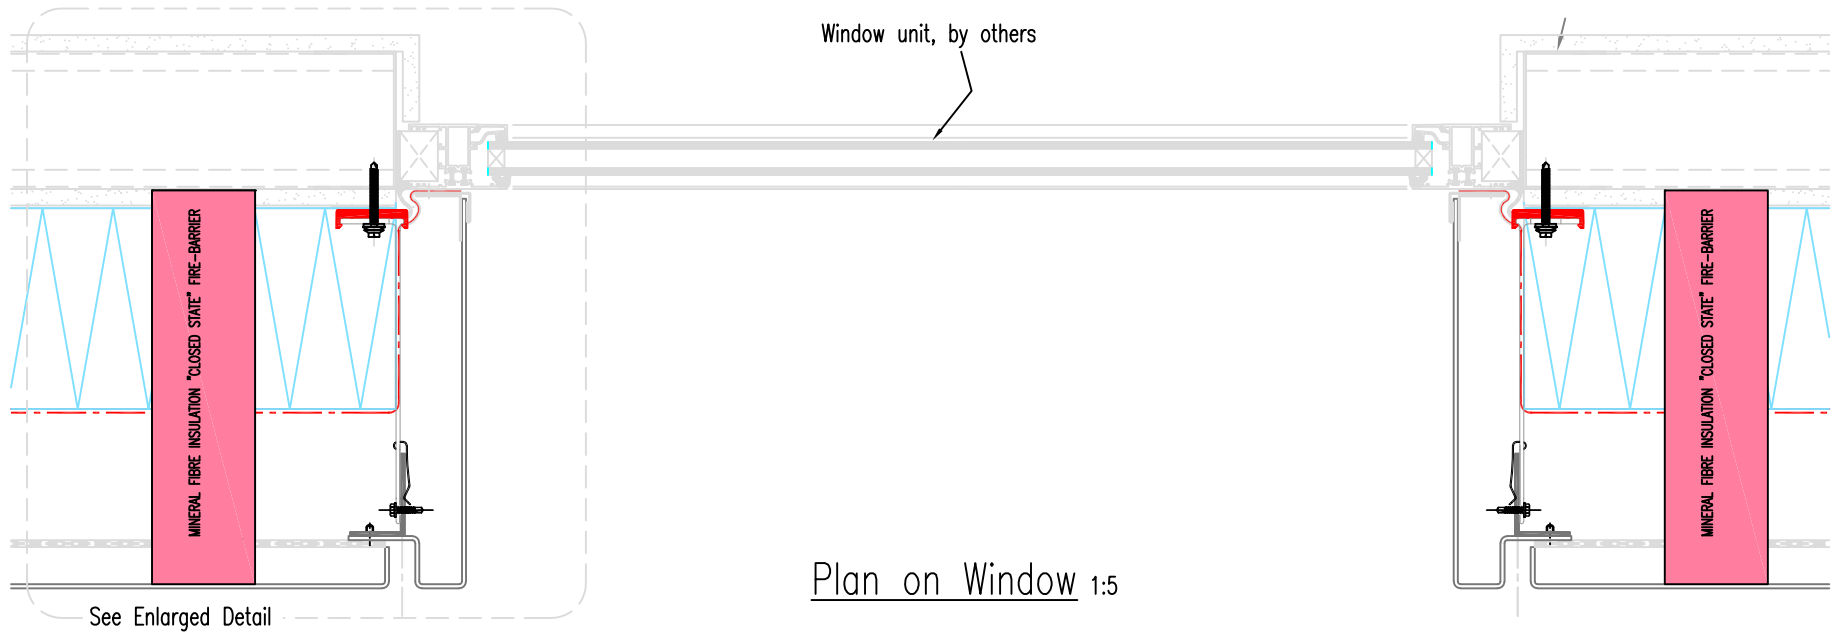 Window unit, by others
MINERAL FIBRE INSULATION "CLOSED STATE" FIRE-BARRIER
MINERAL FIBRE INSULATION "CLOSED STATE" FIRE-BARRIER
Plan on Window 1:5
See Enlarged Detail